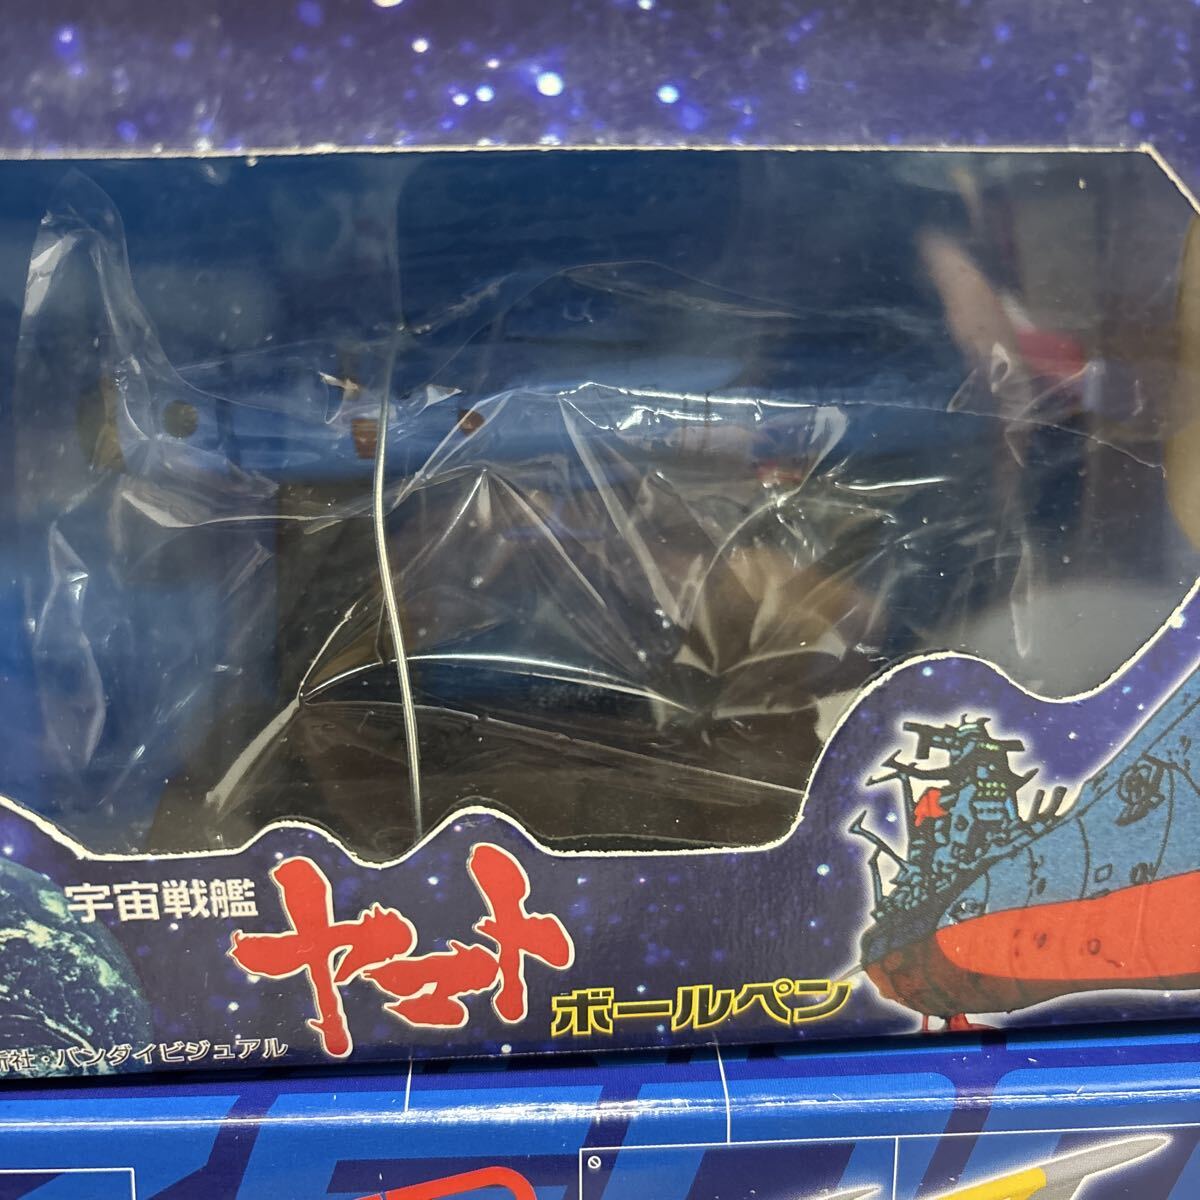 宇宙戦艦
ヤマト
ボールペン
社・バンダイビジュアル